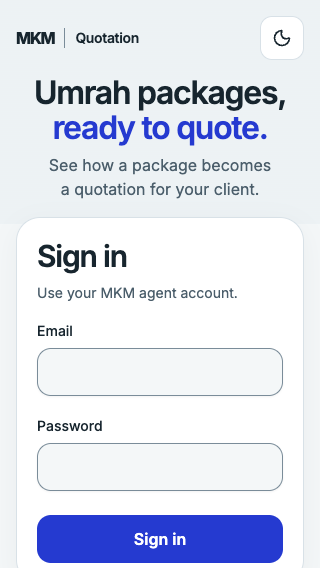 MKM | Quotation
Umrah packages,
ready to quote.
See how a package becomes
a quotation for your client.
Sign in
Use your MKM agent account.
Email
Password
Sign in